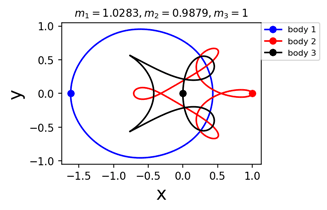 m₁ = 1.0283, m₂ = 0.9879, m₃ = 1
body 1
body 2
body 3
1.0
0.5
0.0
−0.5
−1.0
y
−1.5 −1.0 −0.5 0.0 0.5 1.0
x